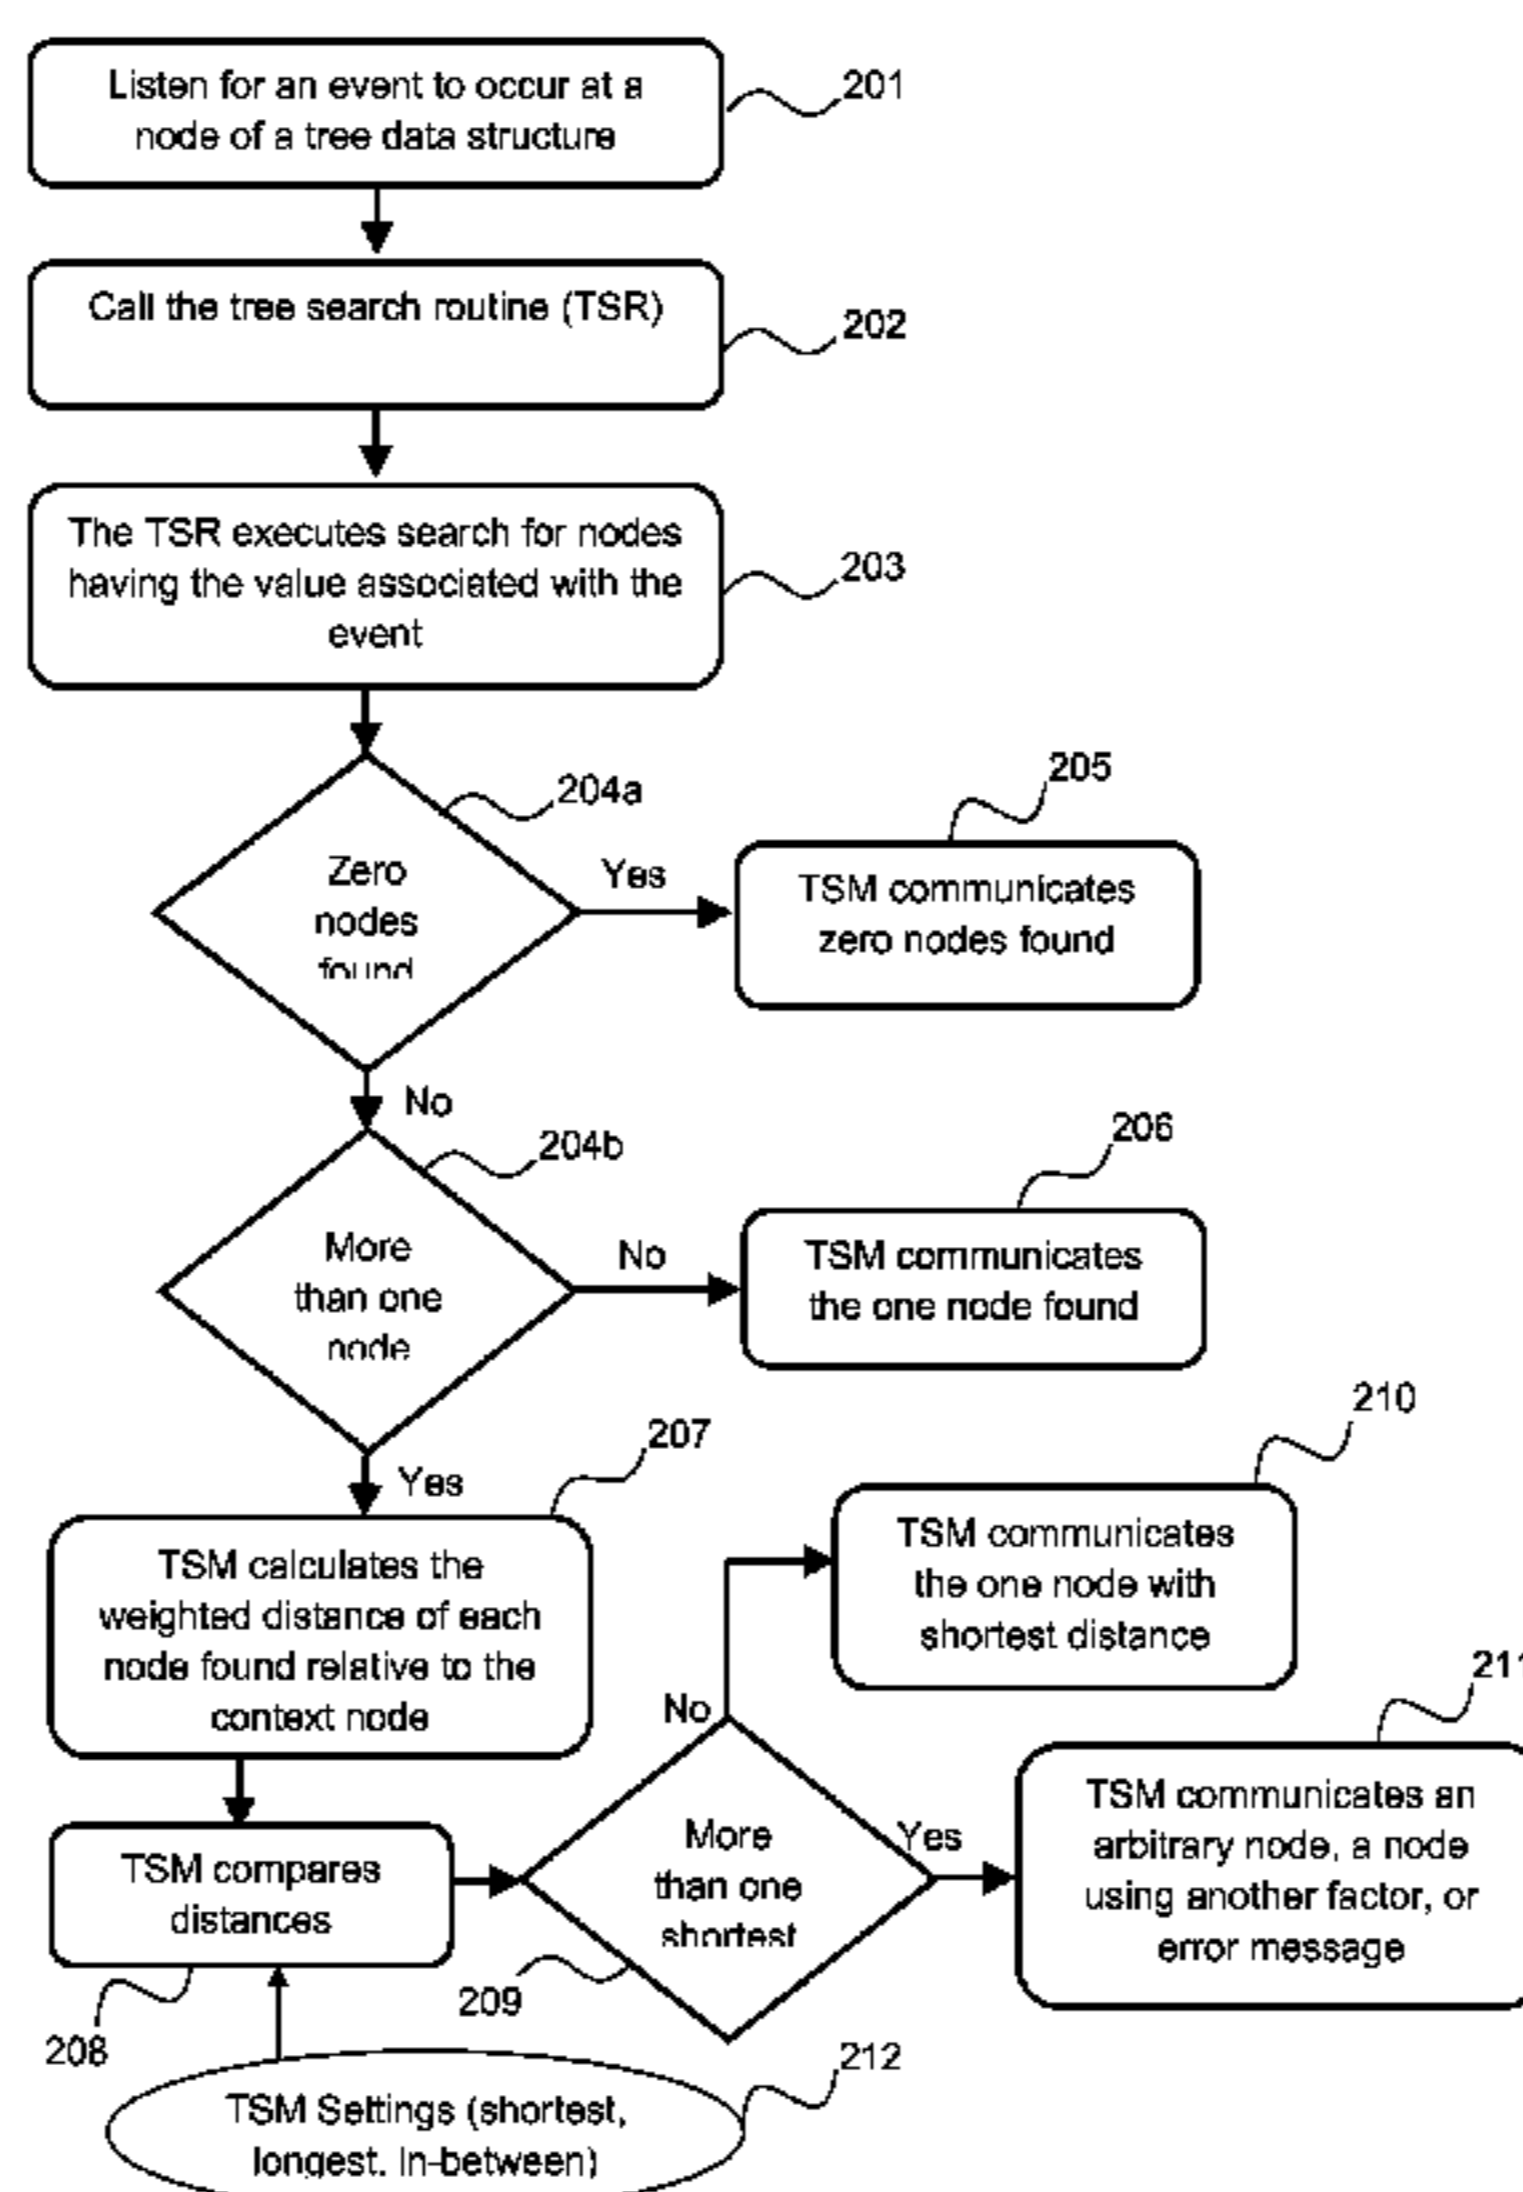 Listen for an event to occur at a
node of a tree data structure
201
Call the tree search routine (TSR)
202
The TSR executes search for nodes
having the value associated with the
event
203
204a
Zero
nodes
found
Yes
205
TSM communicates
zero nodes found
No
204b
More
than one
node
No
206
TSM communicates
the one node found
Yes
207
TSM calculates the
weighted distance of each
node found relative to the
context node
210
TSM communicates
the one node with
shortest distance
No
211
TSM communicates an
arbitrary node, a node
using another factor, or
error message
More
than one
shortest
Yes
TSM compares
distances
209
208
212
TSM Settings (shortest,
longest, In-between)